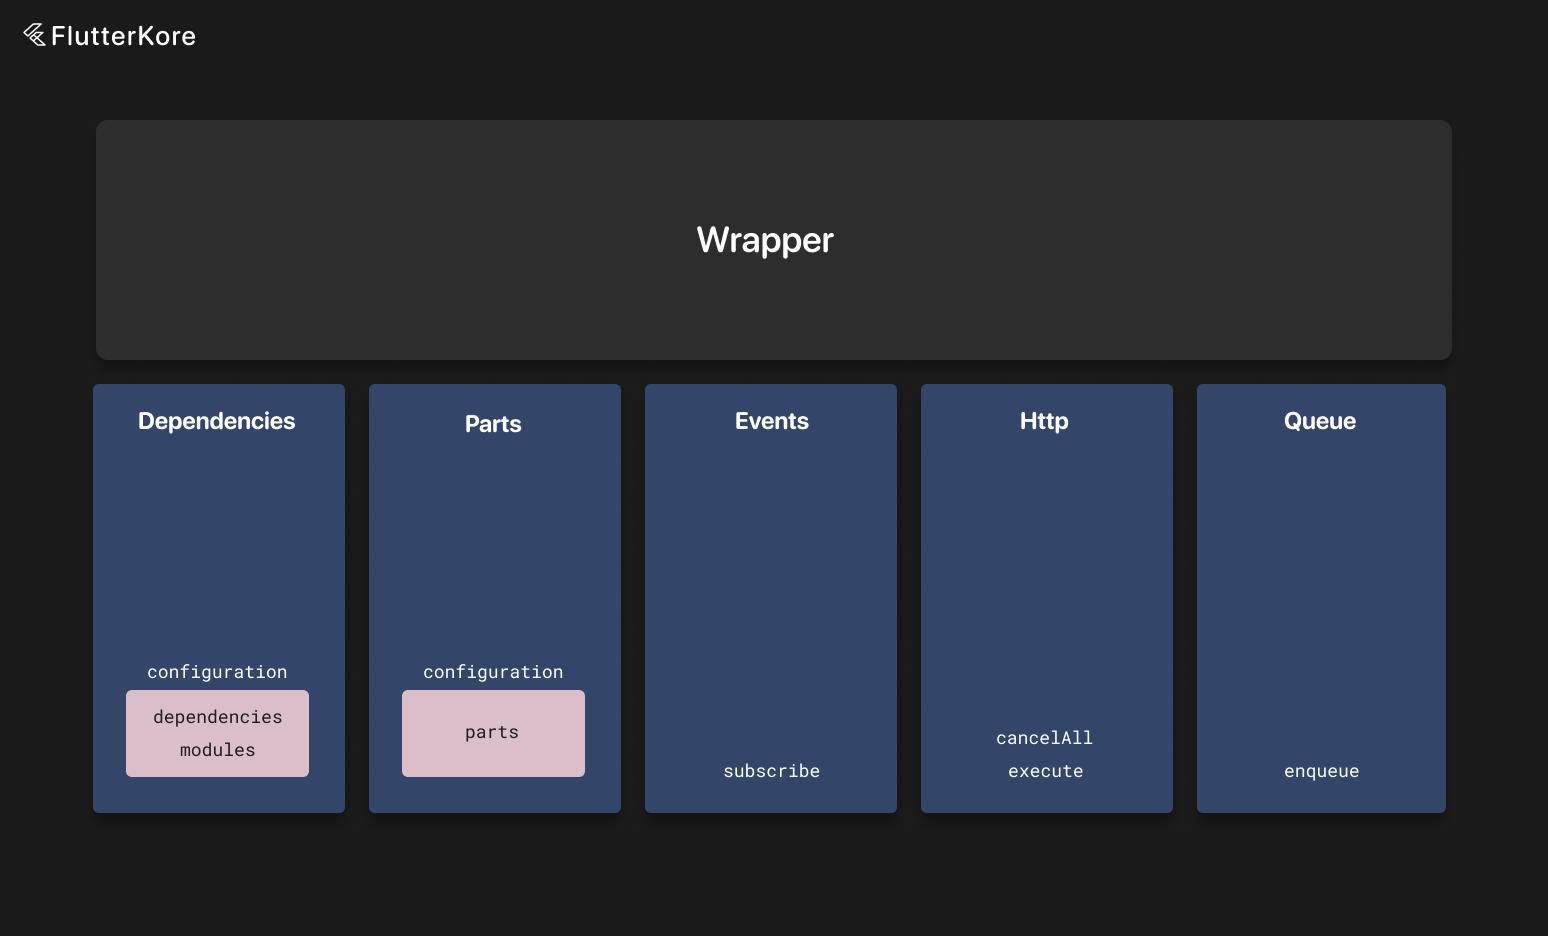 FlutterKore
Wrapper
Dependencies
configuration
dependencies
modules
Parts
configuration
parts
Events
subscribe
Http
cancelAll
execute
Queue
enqueue